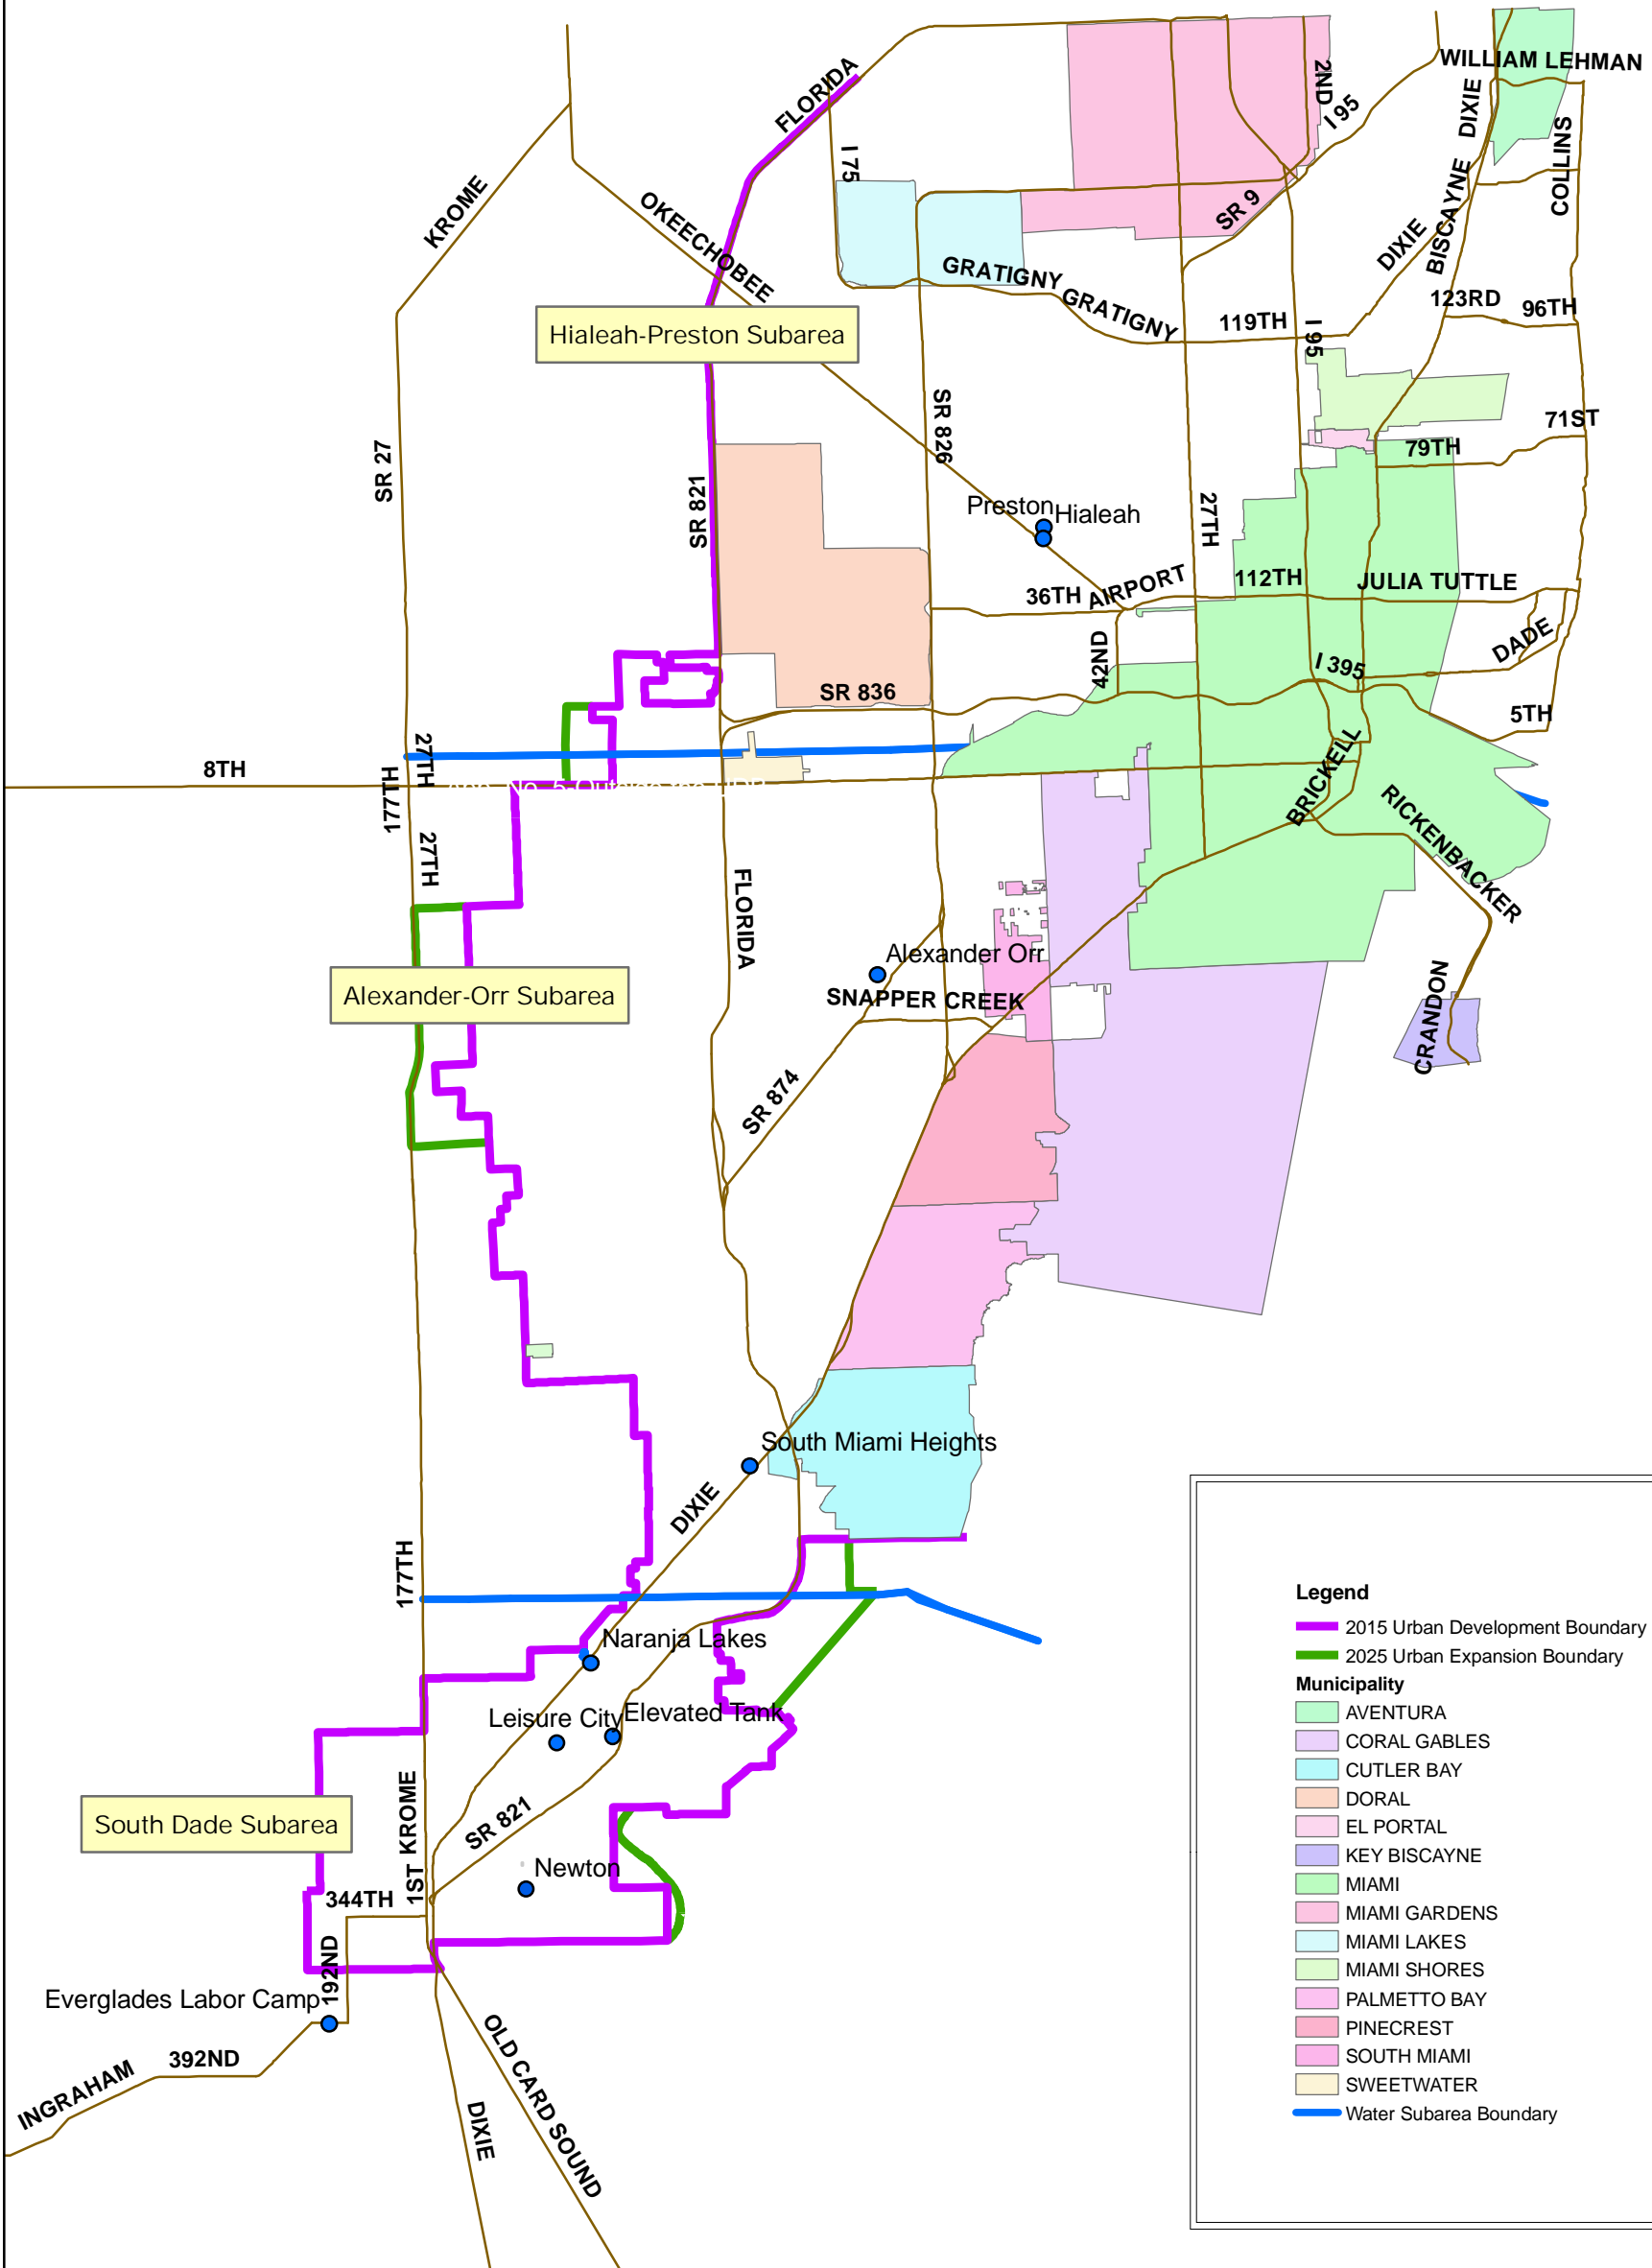 WILLIAM LEHMAN
FLORIDA
2ND
I 95
DIXIE
I 75
COLLINS
KROME
OKEECHOBEE
SR 9
BISCAYNE
DIXIE
GRATIGNY
GRATIGNY
123RD
96TH
119TH
I 95
Hialeah-Preston Subarea
SR 826
71ST
79TH
SR 27
SR 821
Preston
Hialeah
27TH
36TH
AIRPORT
112TH
JULIA TUTTLE
42ND
DADE
I 395
SR 836
5TH
27TH
8TH
177TH
BRICKELL
RICKENBACKER
27TH
FLORIDA
Alexander Orr
Alexander-Orr Subarea
SNAPPER CREEK
CRANDON
SR 874
South Miami Heights
DIXIE
177TH
Naranja Lakes
Leisure City
Elevated Tank
South Dade Subarea
KROME
1ST
SR 821
Newton
344TH
192ND
Everglades Labor Camp
392ND
INGRAHAM
OLD CARD SOUND
DIXIE
Legend
2015 Urban Development Boundary
2025 Urban Expansion Boundary
Municipality
AVENTURA
CORAL GABLES
CUTLER BAY
DORAL
EL PORTAL
KEY BISCAYNE
MIAMI
MIAMI GARDENS
MIAMI LAKES
MIAMI SHORES
PALMETTO BAY
PINECREST
SOUTH MIAMI
SWEETWATER
Water Subarea Boundary